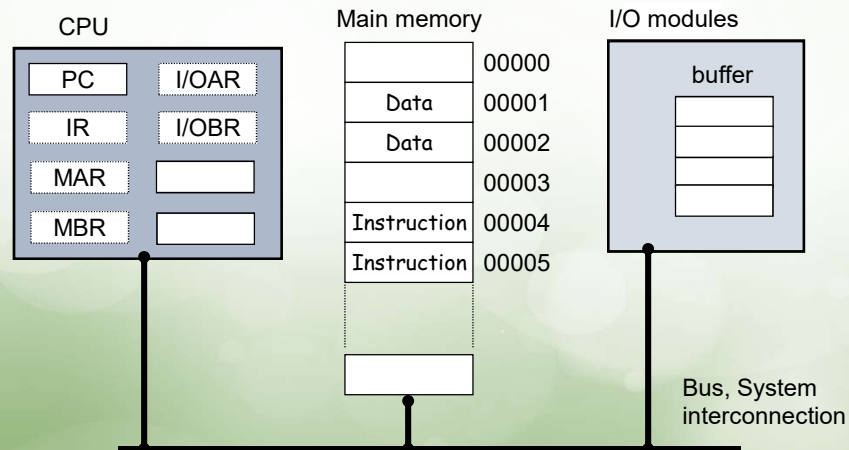 CPU
PC
I/OAR
IR
I/OBR
MAR
MBR
Main memory
00000
Data 00001
Data 00002
00003
Instruction 00004
Instruction 00005
I/O modules
buffer
Bus, System
interconnection